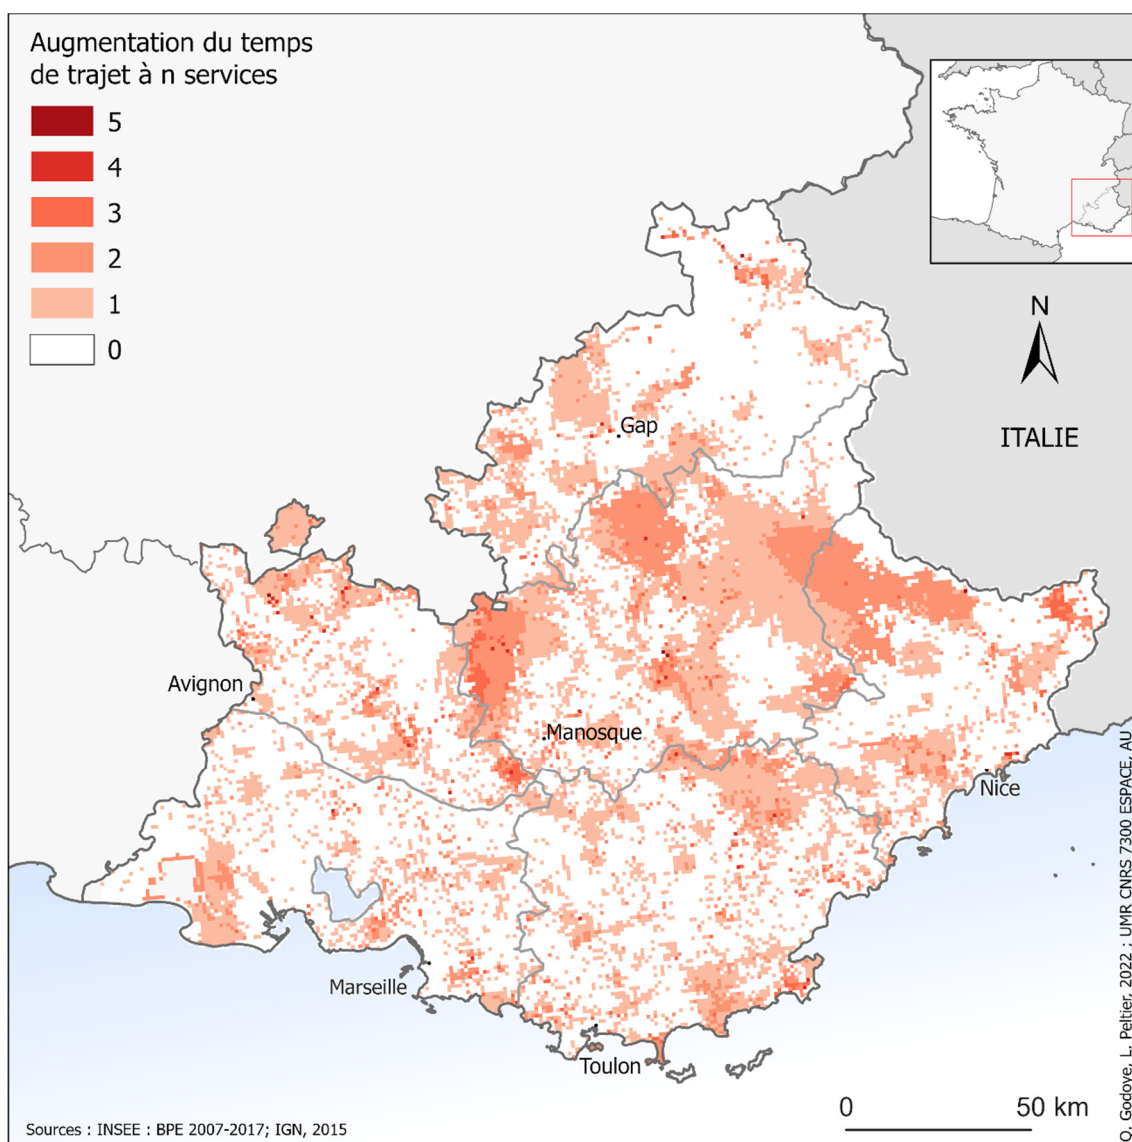 Augmentation du temps
de trajet à n services
5
4
3
2
1
0
N
ITALIE
Gap
Avignon
Manosque
Nice
Marseille
Toulon
0 50 km
Sources : INSEE : BPE 2007-2017; IGN, 2015
Q. Godoye, L. Peltier, 2022 ; UMR CNRS 7300 ESPACE, AU